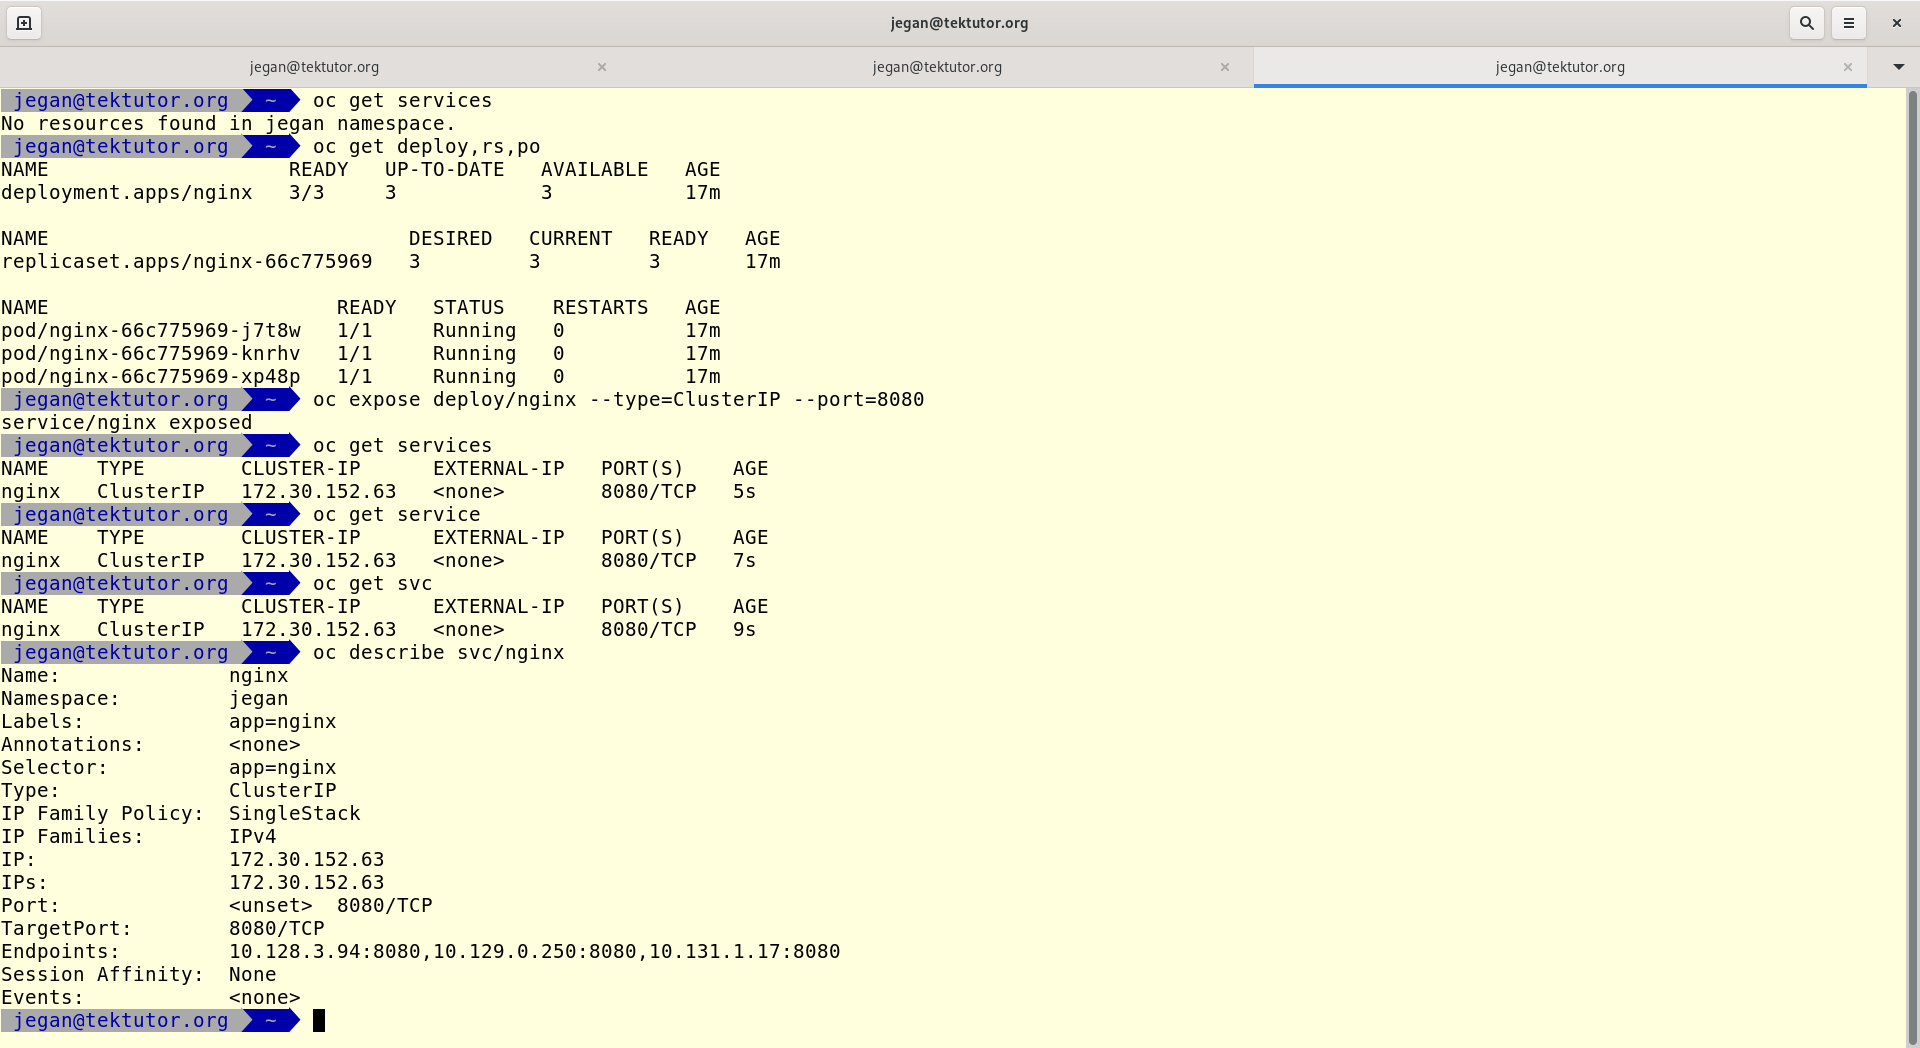 jegan@tektutor.org
jegan@tektutor.org × jegan@tektutor.org × jegan@tektutor.org ×
jegan@tektutor.org ~ oc get services
No resources found in jegan namespace.
jegan@tektutor.org ~ oc get deploy,rs,po
NAME                    READY   UP-TO-DATE   AVAILABLE   AGE
deployment.apps/nginx   3/3     3            3           17m

NAME                              DESIRED   CURRENT   READY   AGE
replicaset.apps/nginx-66c775969   3         3         3       17m

NAME                        READY   STATUS    RESTARTS   AGE
pod/nginx-66c775969-j7t8w   1/1     Running   0          17m
pod/nginx-66c775969-knrhv   1/1     Running   0          17m
pod/nginx-66c775969-xp48p   1/1     Running   0          17m
jegan@tektutor.org ~ oc expose deploy/nginx --type=ClusterIP --port=8080
service/nginx exposed
jegan@tektutor.org ~ oc get services
NAME    TYPE        CLUSTER-IP      EXTERNAL-IP   PORT(S)    AGE
nginx   ClusterIP   172.30.152.63   <none>        8080/TCP   5s
jegan@tektutor.org ~ oc get service
NAME    TYPE        CLUSTER-IP      EXTERNAL-IP   PORT(S)    AGE
nginx   ClusterIP   172.30.152.63   <none>        8080/TCP   7s
jegan@tektutor.org ~ oc get svc
NAME    TYPE        CLUSTER-IP      EXTERNAL-IP   PORT(S)    AGE
nginx   ClusterIP   172.30.152.63   <none>        8080/TCP   9s
jegan@tektutor.org ~ oc describe svc/nginx
Name:              nginx
Namespace:         jegan
Labels:            app=nginx
Annotations:       <none>
Selector:          app=nginx
Type:              ClusterIP
IP Family Policy:  SingleStack
IP Families:       IPv4
IP:                172.30.152.63
IPs:               172.30.152.63
Port:              <unset>  8080/TCP
TargetPort:        8080/TCP
Endpoints:         10.128.3.94:8080,10.129.0.250:8080,10.131.1.17:8080
Session Affinity:  None
Events:            <none>
jegan@tektutor.org ~